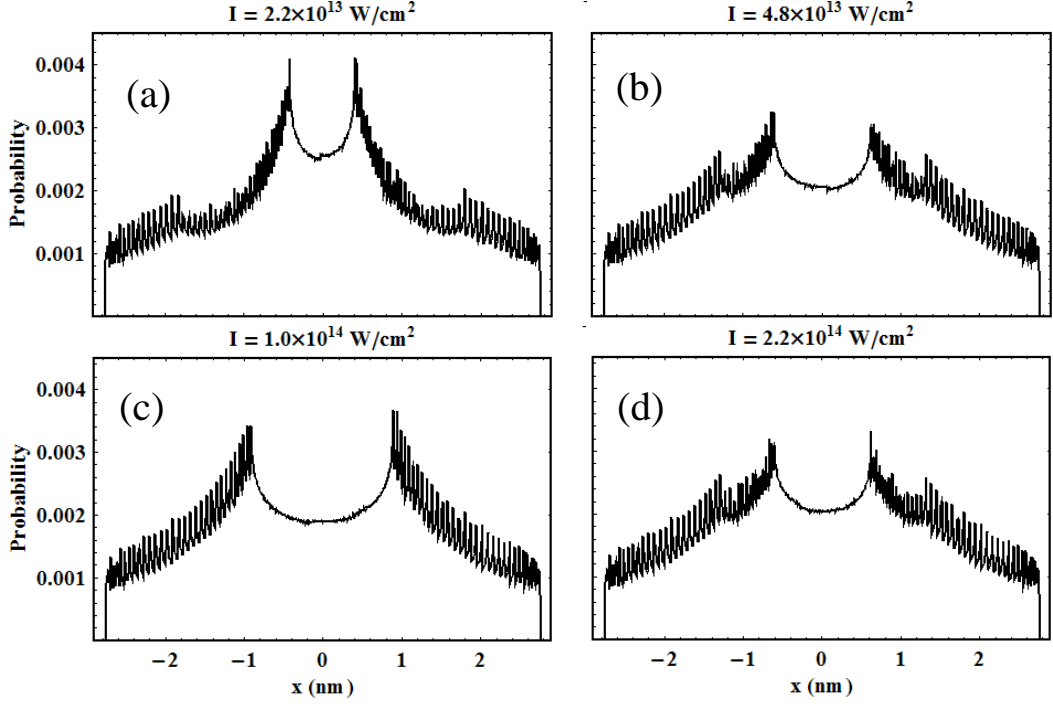 I = 2.2×10¹³ W/cm²
I = 4.8×10¹³ W/cm²
(a)
(b)
0.004
0.003
0.002
0.001
Probability
I = 1.0×10¹⁴ W/cm²
I = 2.2×10¹⁴ W/cm²
(c)
(d)
0.004
0.003
0.002
0.001
Probability
−2 −1 0 1 2
−2 −1 0 1 2
x (nm)
x (nm)